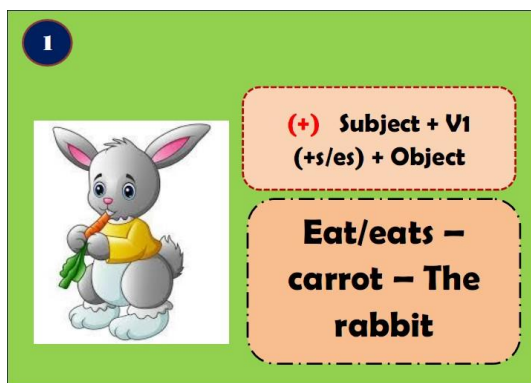 1
(+) Subject + V1
(+s/es) + Object
Eat/eats –
carrot – The
rabbit